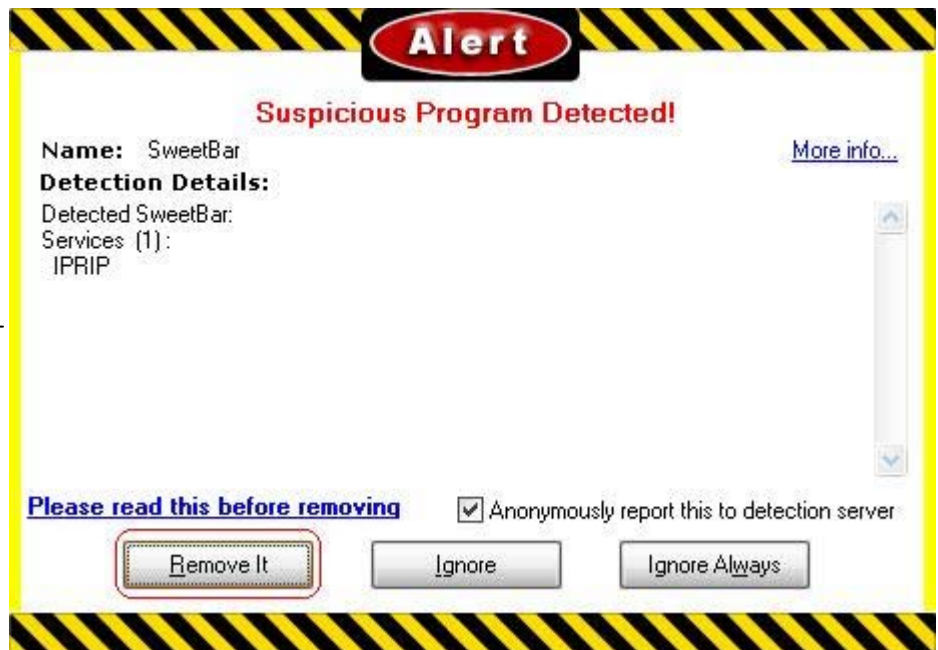 Alert
Suspicious Program Detected!
Name: SweetBar
More info...
Detection Details:
Detected SweetBar:
Services (1) :
IPRIP
Please read this before removing
Anonymously report this to detection server
Remove It
Ignore
Ignore Always